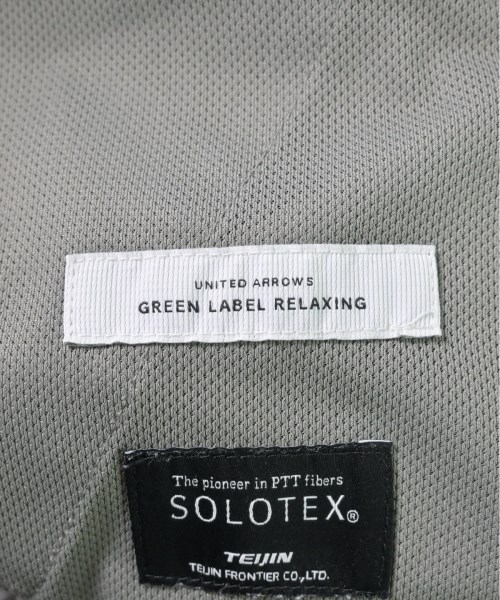 UNITED ARROWS
GREEN LABEL RELAXING
The pioneer in PTT fibers
SOLOTEX®
TEIJIN
TEIJIN FRONTIER CO.,LTD.